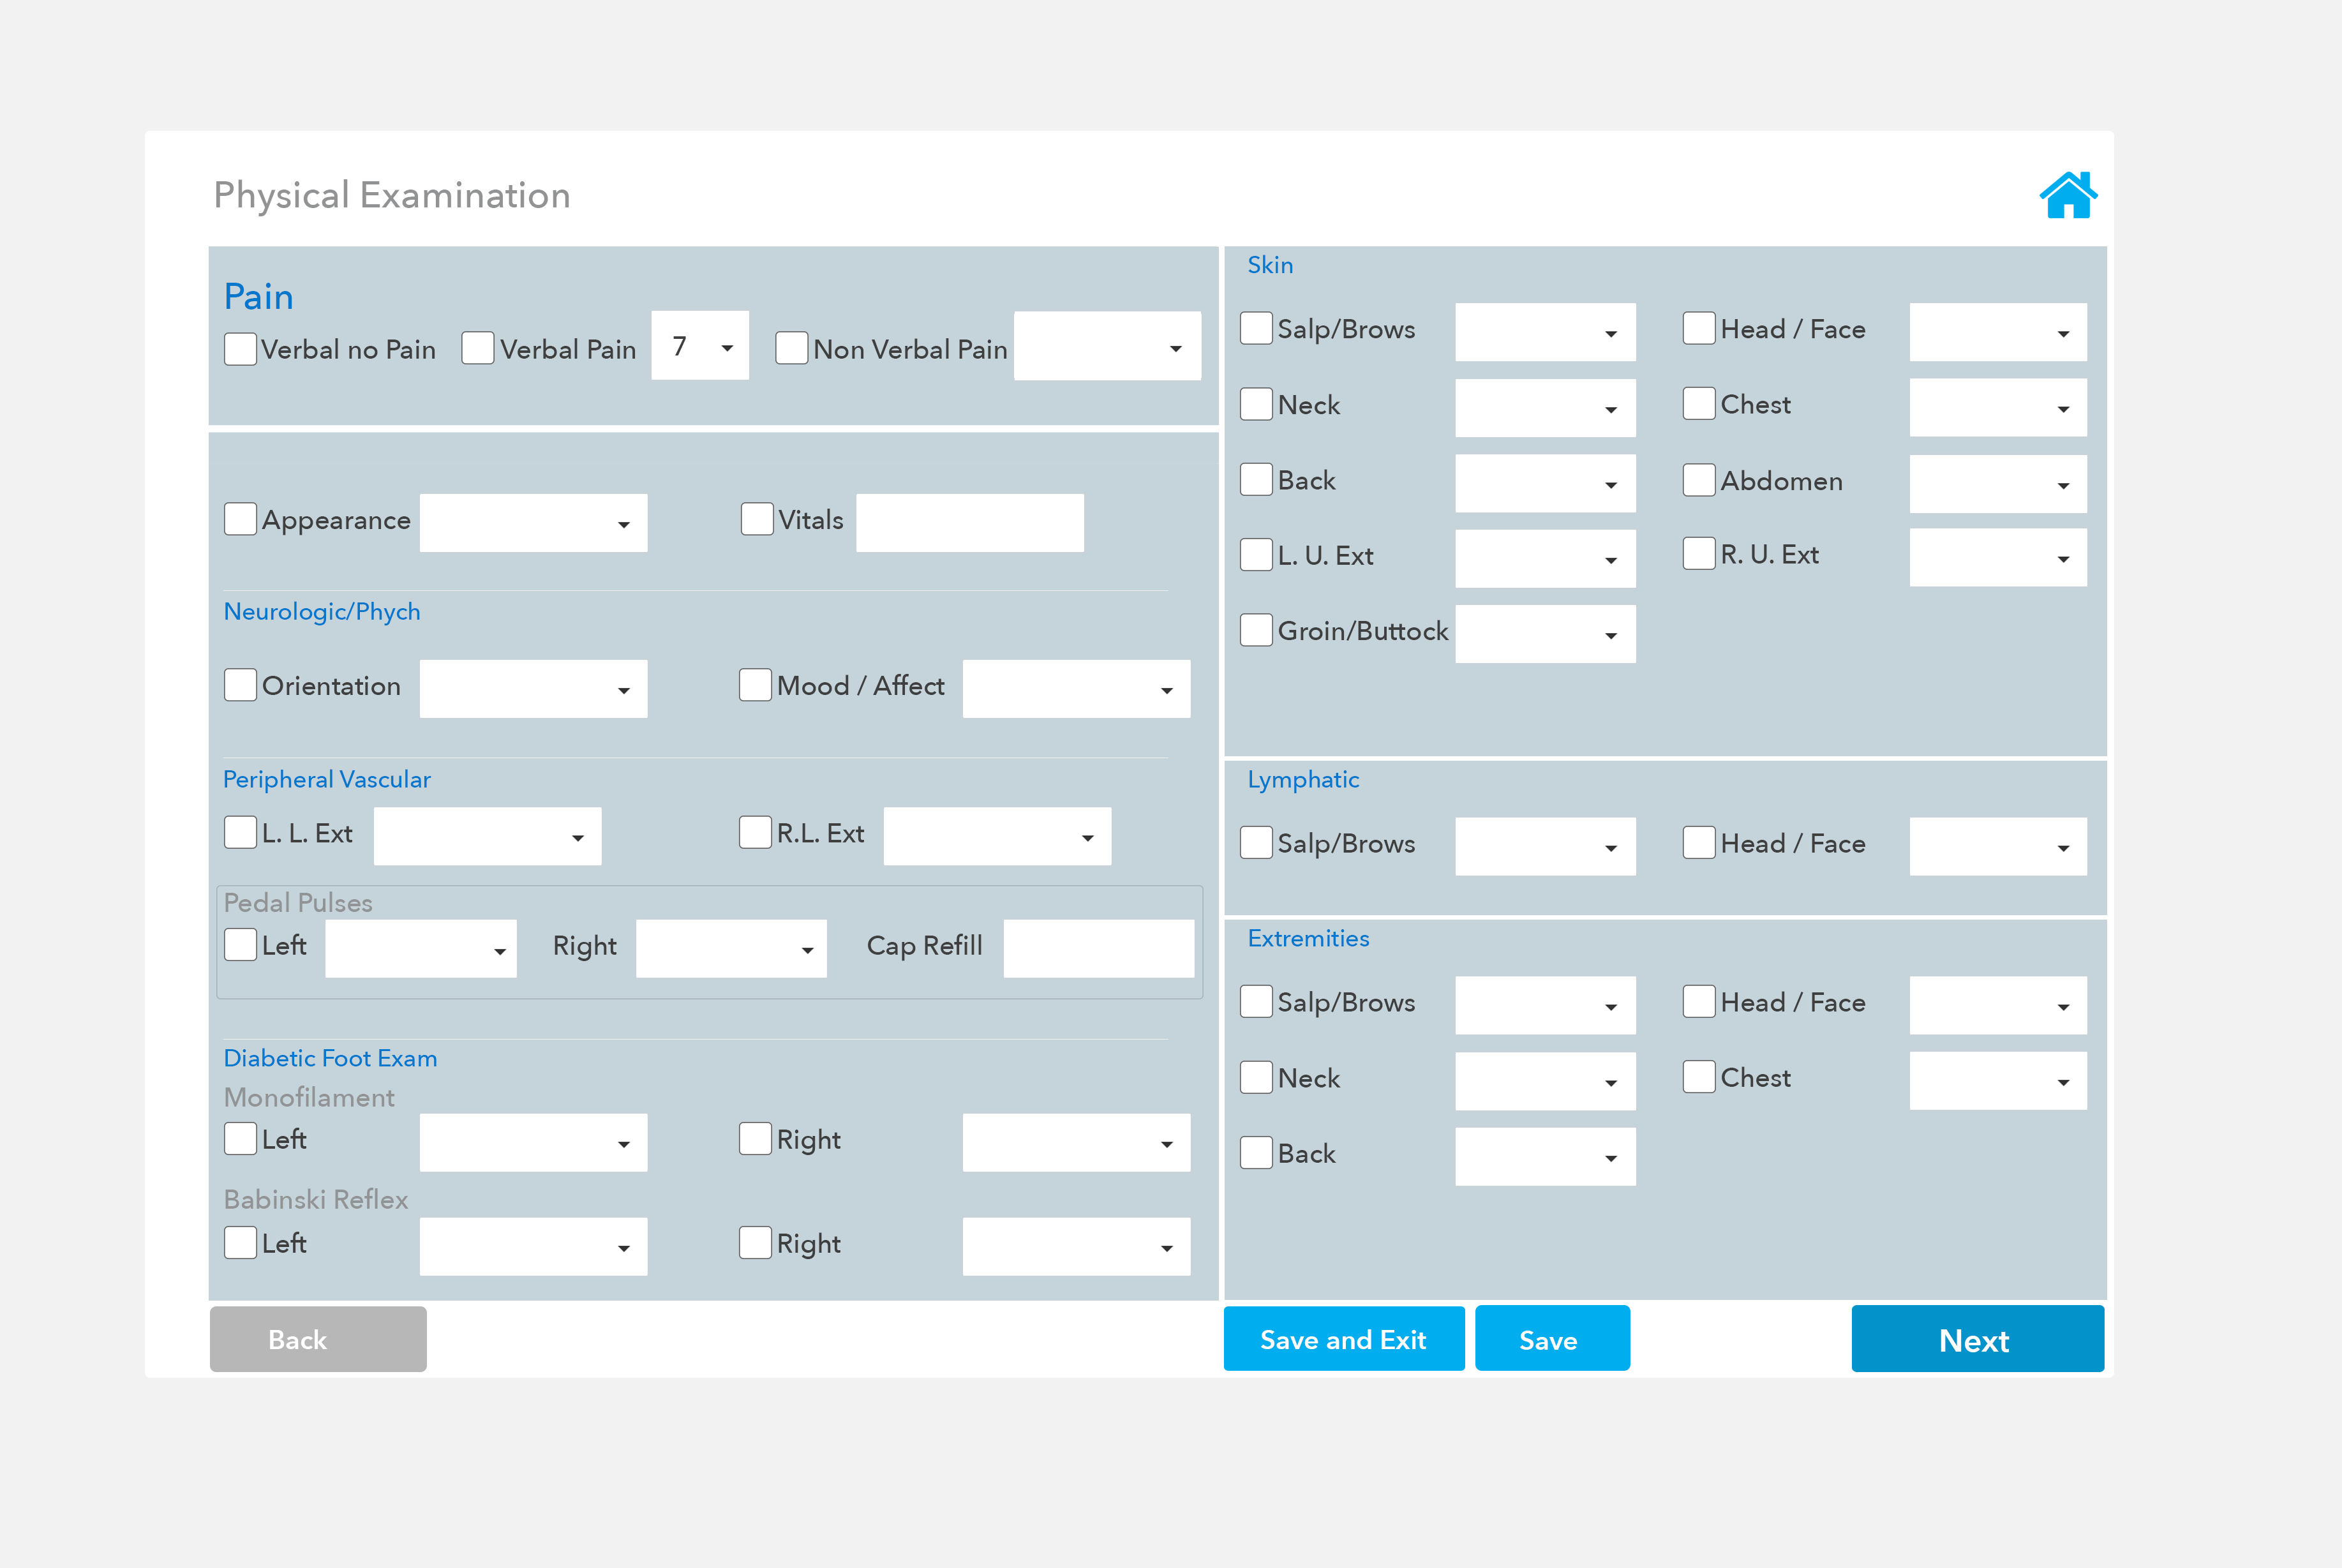 Physical Examination
Pain
Verbal no Pain Verbal Pain 7 Non Verbal Pain
Appearance Vitals
Neurologic/Phych
Orientation Mood / Affect
Peripheral Vascular
L. L. Ext R.L. Ext
Pedal Pulses
Left Right Cap Refill
Diabetic Foot Exam
Monofilament
Left Right
Babinski Reflex
Left Right
Skin
Salp/Brows Head / Face
Neck Chest
Back Abdomen
L. U. Ext R. U. Ext
Groin/Buttock
Lymphatic
Salp/Brows Head / Face
Extremities
Salp/Brows Head / Face
Neck Chest
Back
Back Save and Exit Save Next